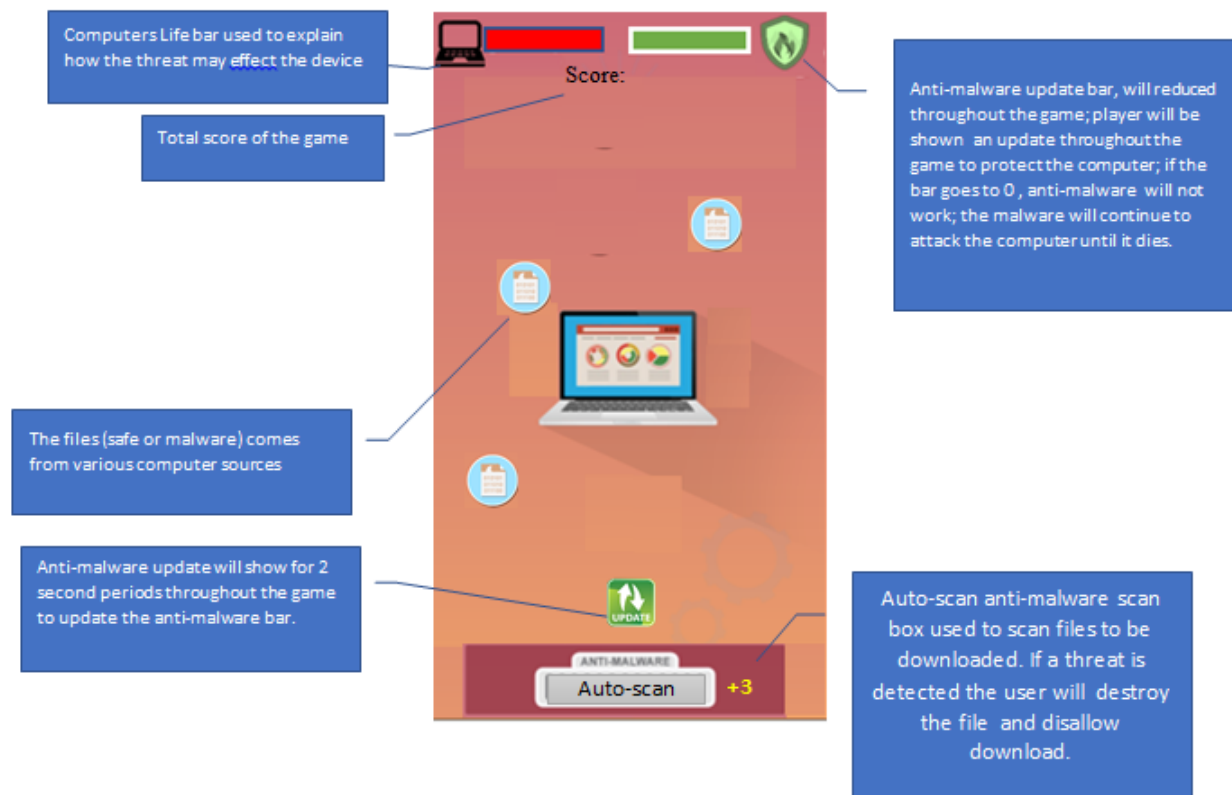 Computers Life bar used to explain
how the threat may effect the device
Total score of the game
Score:
Anti-malware update bar, will reduced
throughout the game; player will be
shown an update throughout the
game to protect the computer; if the
bar goes to 0 , anti-malware will not
work; the malware will continue to
attack the computer until it dies.
The files (safe or malware) comes
from various computer sources
Anti-malware update will show for 2
second periods throughout the game
to update the anti-malware bar.
UPDATE
ANTI-MALWARE
Auto-scan
+3
Auto-scan anti-malware scan
box used to scan files to be
downloaded. If a threat is
detected the user will destroy
the file and disallow
download.